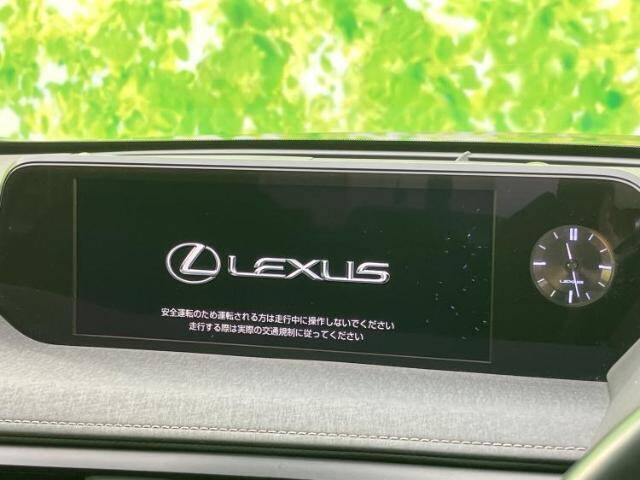 LEXUS
安全運転のため運転される方は走行中に操作しないでください
走行する際は実際の交通規制に従ってください
LEXUS